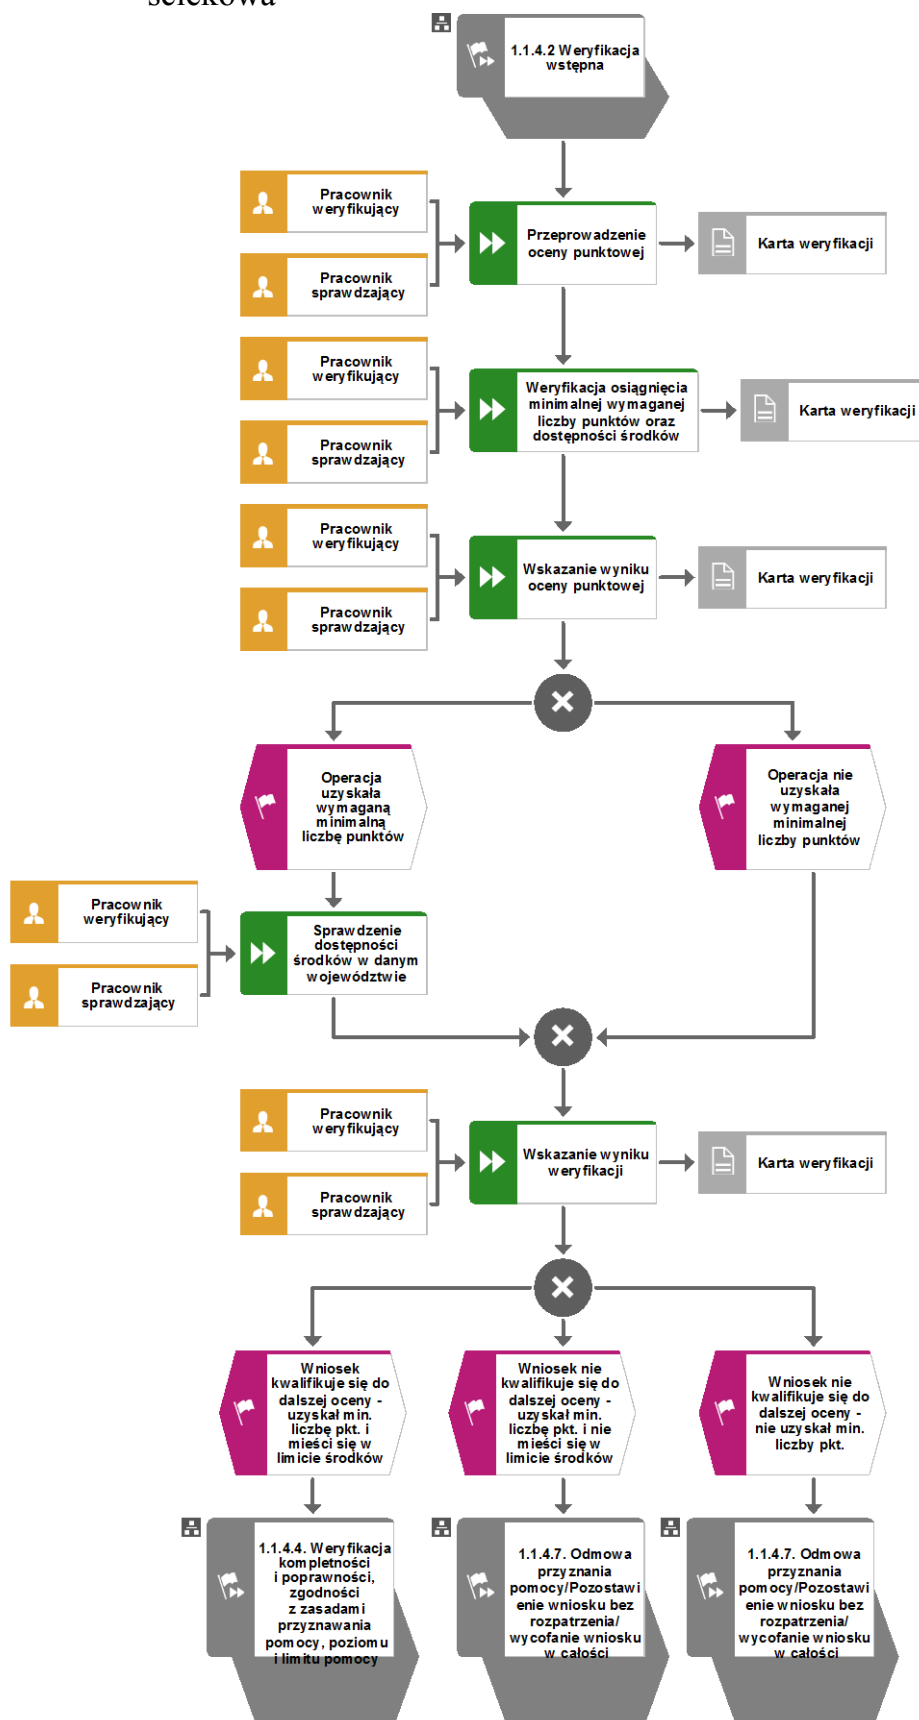 1.1.4.2 Weryfikacja
wstępna
Pracownik
weryfikujący
Pracownik
sprawdzający
Przeprowadzenie
oceny punktowej
Karta weryfikacji
Pracownik
weryfikujący
Pracownik
sprawdzający
Weryfikacja osiągnięcia
minimalnej wymaganej
liczby punktów oraz
dostępności środków
Karta weryfikacji
Pracownik
weryfikujący
Pracownik
sprawdzający
Wskazanie wyniku
oceny punktowej
Karta weryfikacji
Operacja
uzyskała
wymaganą
minimalną
liczbę punktów
Operacja nie
uzyskała
wymaganej
minimalnej
liczby punktów
Pracownik
weryfikujący
Pracownik
sprawdzający
Sprawdzenie
dostępności
środków w danym
województwie
Pracownik
weryfikujący
Pracownik
sprawdzający
Wskazanie wyniku
weryfikacji
Karta weryfikacji
Wniosek
kwalifikuje się do
dalszej oceny -
uzyskał min.
liczbę pkt. i
mieści się w
limicie środków
Wniosek nie
kwalifikuje się do
dalszej oceny -
uzyskał min.
liczbę pkt. i nie
mieści się w
limicie środków
Wniosek nie
kwalifikuje się do
dalszej oceny -
nie uzyskał min.
liczby pkt.
1.1.4.4. Weryfikacja
kompletności
i poprawności,
zgodności
z zasadami
przyznawania
pomocy, poziomu
i limitu pomocy
1.1.4.7. Odmowa
przyznania
pomocy/Pozostawi
enie wniosku bez
rozpatrzenia/
wycofanie wniosku
w całości
1.1.4.7. Odmowa
przyznania
pomocy/Pozostawi
enie wniosku bez
rozpatrzenia/
wycofanie wniosku
w całości